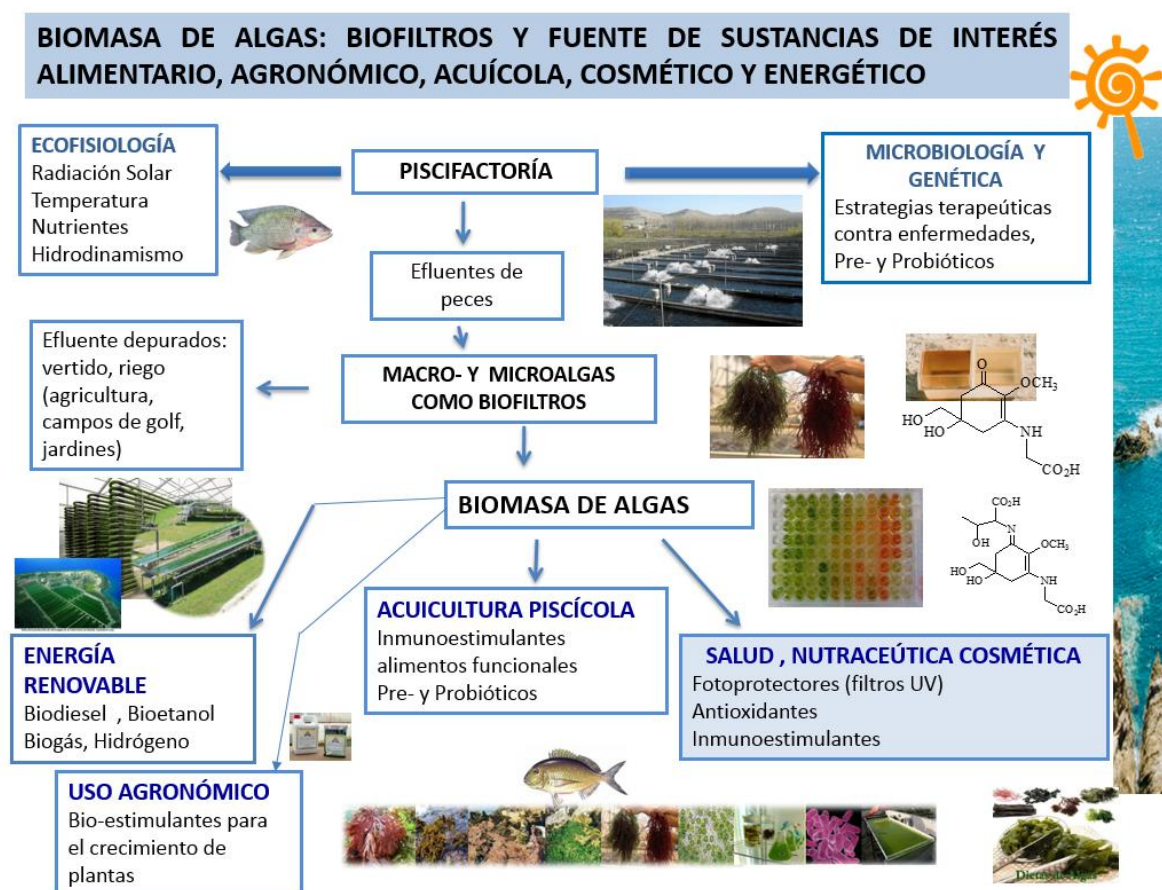 BIOMASA DE ALGAS: BIOFILTROS Y FUENTE DE SUSTANCIAS DE INTERÉS
ALIMENTARIO, AGRONÓMICO, ACUÍCOLA, COSMÉTICO Y ENERGÉTICO
ECOFISIOLOGÍA
Radiación Solar
Temperatura
Nutrientes
Hidrodinamismo
PISCIFACTORÍA
MICROBIOLOGÍA Y
GENÉTICA
Estrategias terapeúticas
contra enfermedades,
Pre- y Probióticos
Efluentes de
peces
Efluente depurados:
vertido, riego
(agricultura,
campos de golf,
jardines)
MACRO- Y MICROALGAS
COMO BIOFILTROS
O
OCH3
HO
HO
NH
CO2H
BIOMASA DE ALGAS
CO2H
N
OH
OCH3
HO
HO
NH
CO2H
ENERGÍA
RENOVABLE
Biodiesel , Bioetanol
Biogás, Hidrógeno
ACUICULTURA PISCÍCOLA
Inmunoestimulantes
alimentos funcionales
Pre- y Probióticos
SALUD , NUTRACEÚTICA COSMÉTICA
Fotoprotectores (filtros UV)
Antioxidantes
Inmunoestimulantes
USO AGRONÓMICO
Bio-estimulantes para
el crecimiento de
plantas